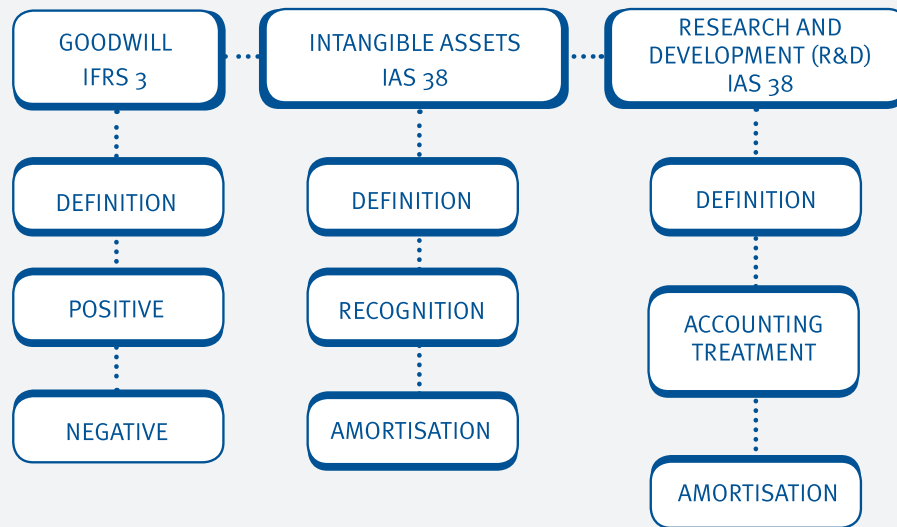 GOODWILL
IFRS 3
INTANGIBLE ASSETS
IAS 38
RESEARCH AND
DEVELOPMENT (R&D)
IAS 38
DEFINITION
POSITIVE
NEGATIVE
DEFINITION
RECOGNITION
AMORTISATION
DEFINITION
ACCOUNTING
TREATMENT
AMORTISATION